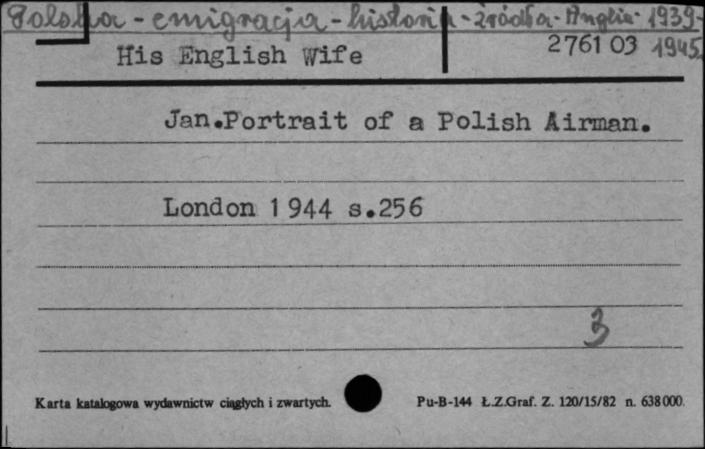 Polska - emigracja - historia - źródła - Anglia - 1939-
1945
His English Wife
276103
Jan.Portrait of a Polish Airman.
London 1944 s.256
3
Karta katalogowa wydawnictw ciągłych i zwartych.
Pu-B-144 Ł.Z.Graf. Z. 120/15/82 n. 638000.